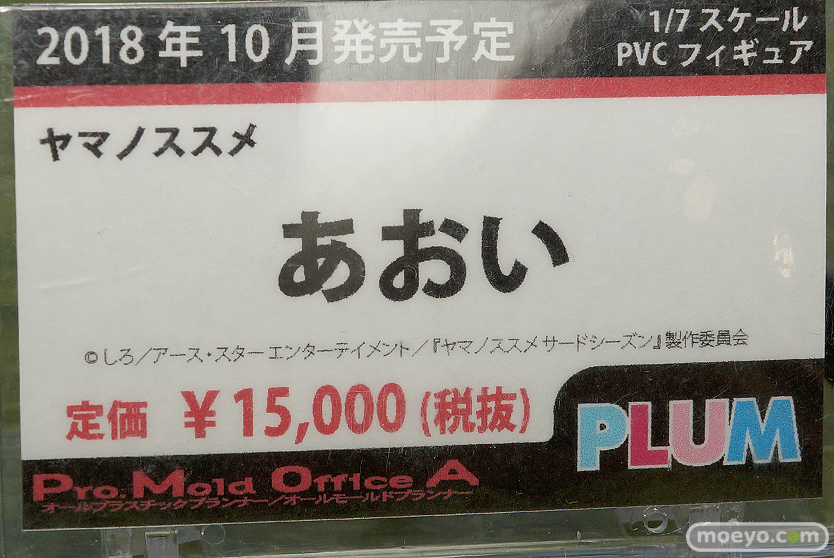 2018年10月発売予定
1/7 スケール
PVC フィギュア
ヤマノススメ
あおい
©しろ/アース・スター エンターテイメント/『ヤマノススメ サードシーズン』製作委員会
定価 ¥15,000(税抜)
PLUM
Pro.Mold Office A
オールプラスチックプランナー/オールモールドプランナー
moeyo.com